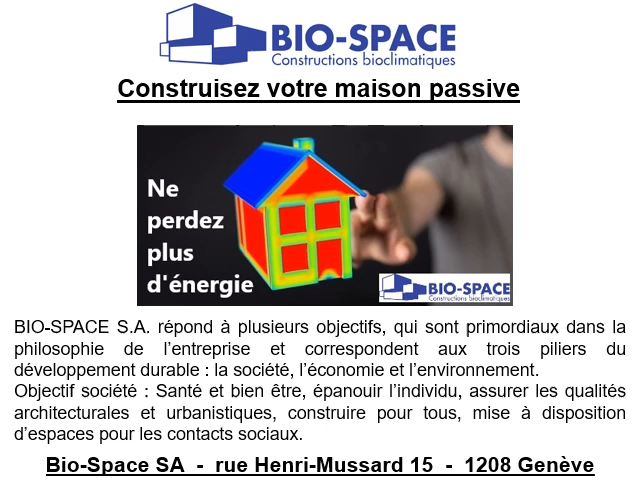 BIO-SPACE
Constructions bioclimatiques
Construisez votre maison passive
Ne
perdez
plus
d'énergie
BIO-SPACE
Constructions bioclimatiques
BIO-SPACE S.A. répond à plusieurs objectifs, qui sont primordiaux dans la
philosophie de l’entreprise et correspondent aux trois piliers du
développement durable : la société, l’économie et l’environnement.
Objectif société : Santé et bien être, épanouir l’individu, assurer les qualités
architecturales et urbanistiques, construire pour tous, mise à disposition
d’espaces pour les contacts sociaux.
Bio-Space SA - rue Henri-Mussard 15 - 1208 Genève